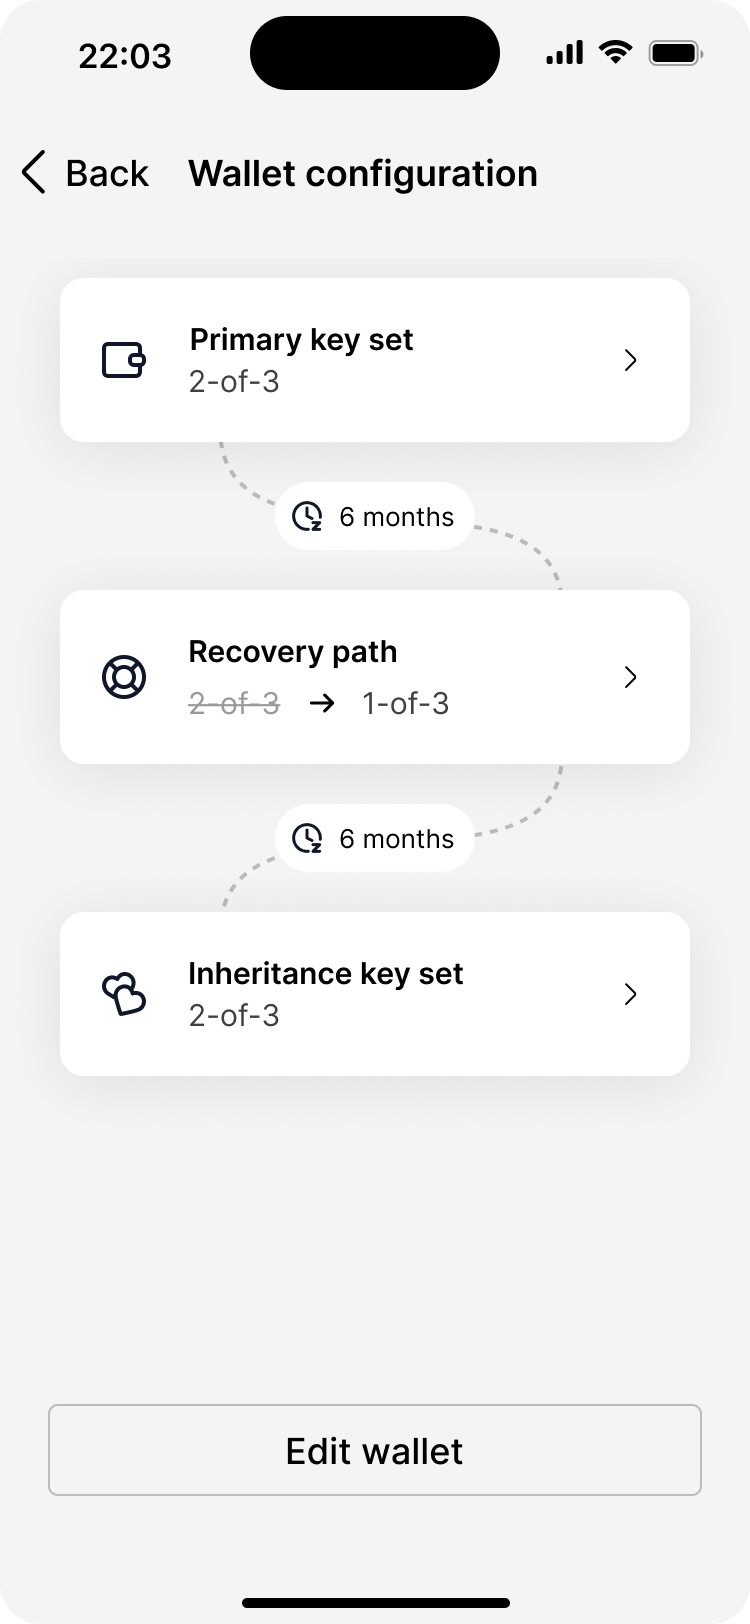 22:03
Back Wallet configuration
Primary key set
2-of-3
6 months
Recovery path
2-of-3 → 1-of-3
6 months
Inheritance key set
2-of-3
Edit wallet